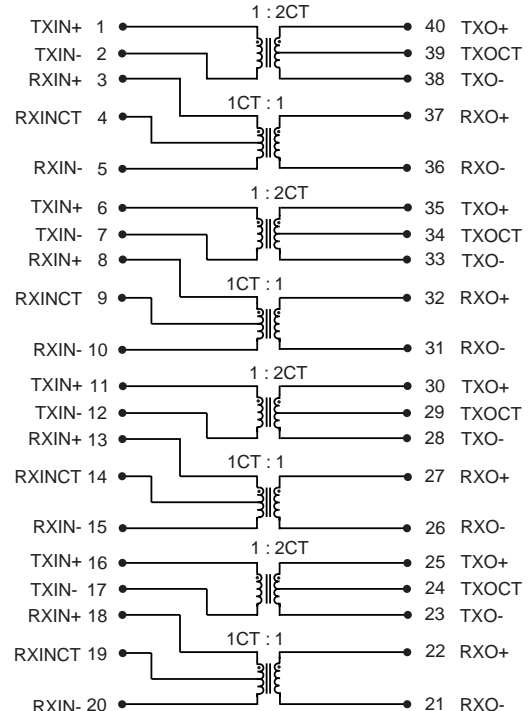 1 : 2CT
TXIN+ 1 40 TXO+
TXIN- 2 39 TXOCT
RXIN+ 3 38 TXO-
1CT : 1
RXINCT 4 37 RXO+
RXIN- 5 36 RXO-
1 : 2CT
TXIN+ 6 35 TXO+
TXIN- 7 34 TXOCT
RXIN+ 8 33 TXO-
1CT : 1
RXINCT 9 32 RXO+
RXIN- 10 31 RXO-
1 : 2CT
TXIN+ 11 30 TXO+
TXIN- 12 29 TXOCT
RXIN+ 13 28 TXO-
1CT : 1
RXINCT 14 27 RXO+
RXIN- 15 26 RXO-
1 : 2CT
TXIN+ 16 25 TXO+
TXIN- 17 24 TXOCT
RXIN+ 18 23 TXO-
1CT : 1
RXINCT 19 22 RXO+
RXIN- 20 21 RXO-